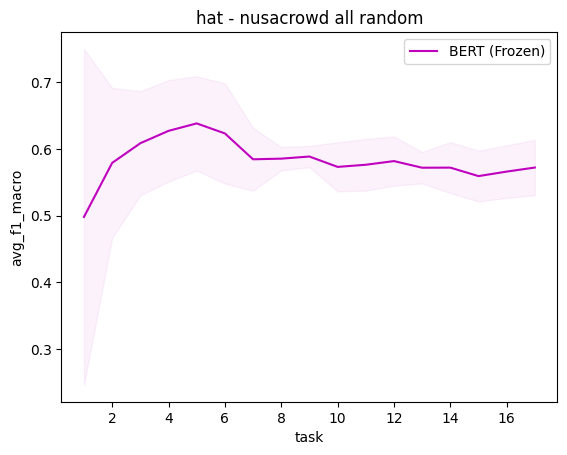 hat - nusacrowd all random
BERT (Frozen)
avg_f1_macro
0.7
0.6
0.5
0.4
0.3
2 4 6 8 10 12 14 16
task